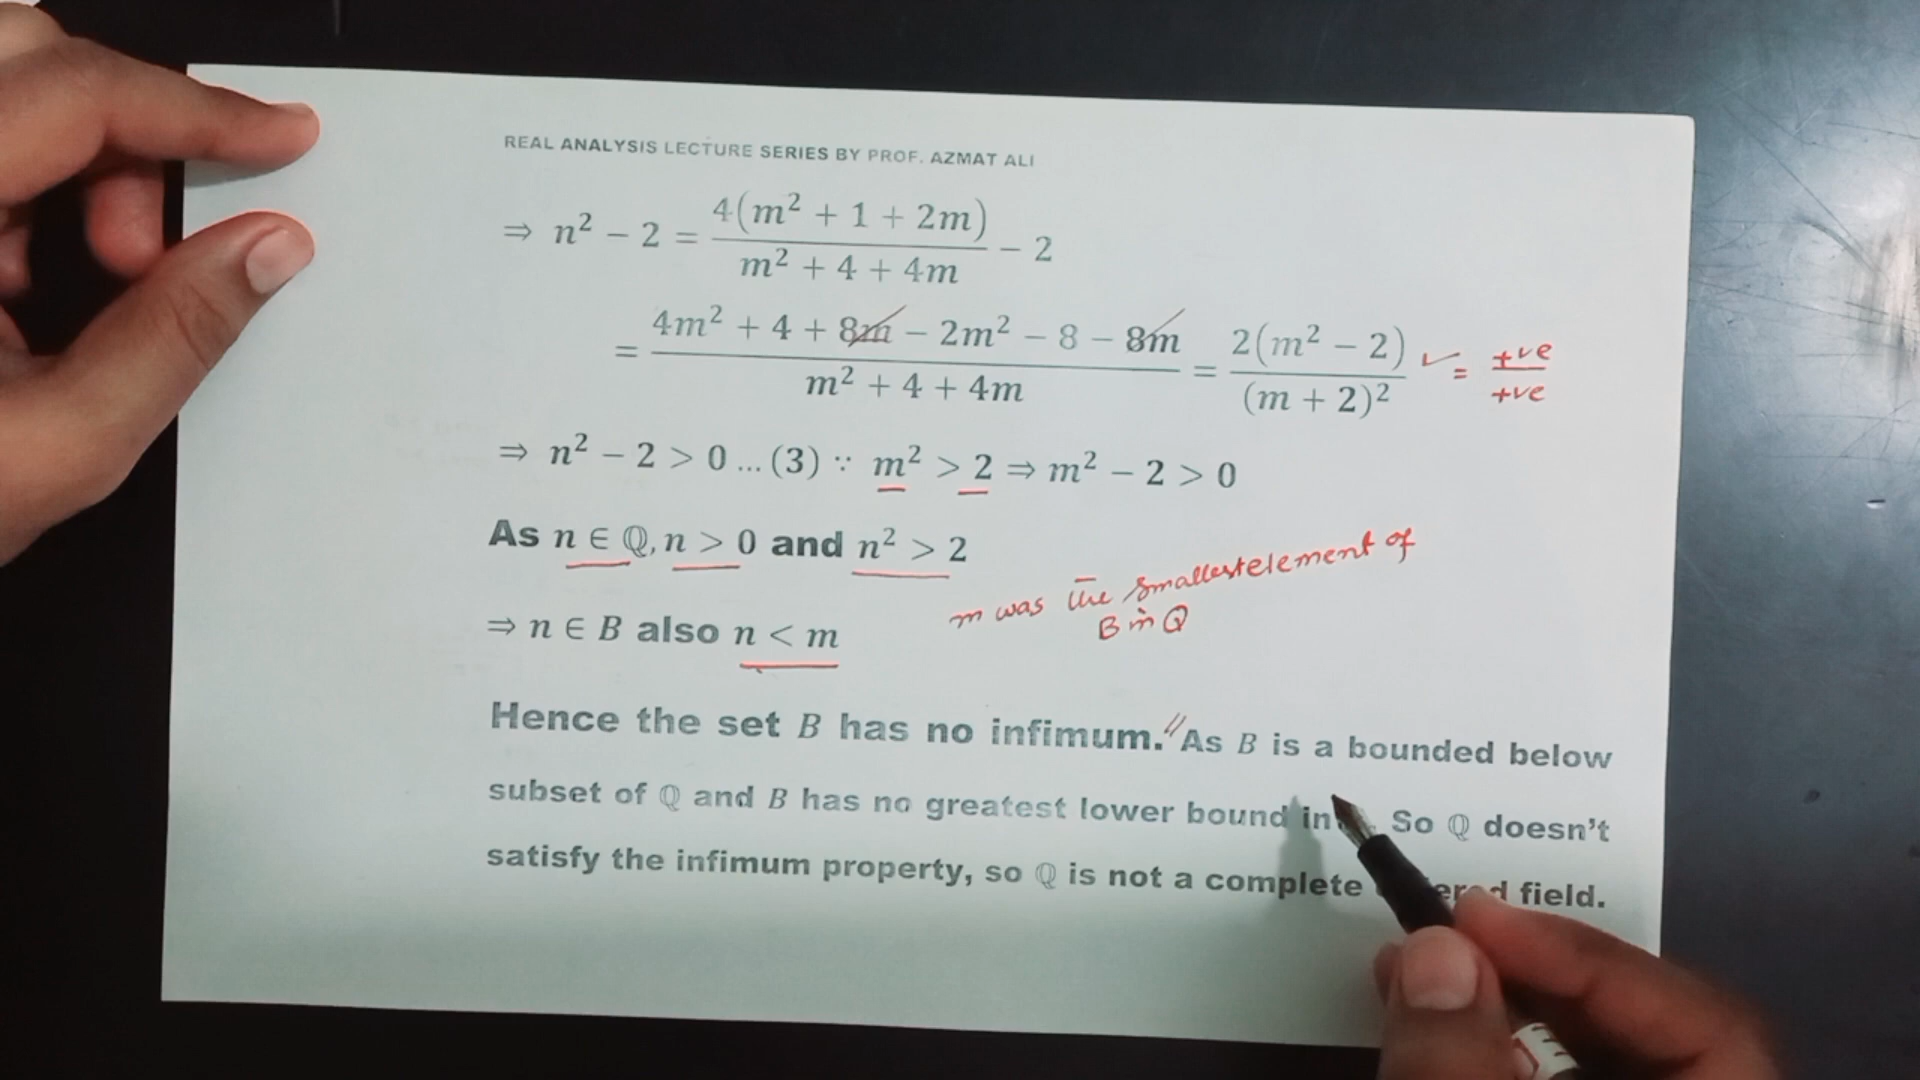 REAL ANALYSIS LECTURE SERIES BY PROF. AZMAT ALI
⇒ n² − 2 = 4(m² + 1 + 2m) / m² + 4 + 4m − 2
= 4m² + 4 + 8m − 2m² − 8 − 8m / m² + 4 + 4m = 2(m² − 2) / (m + 2)² ✓ = +ve / +ve
⇒ n² − 2 > 0 ... (3) ∵ m² > 2 ⇒ m² − 2 > 0
As n ∈ ℚ, n > 0 and n² > 2
m was the smallest element of
B in Q
⇒ n ∈ B also n < m
Hence the set B has no infimum. As B is a bounded below
subset of ℚ and B has no greatest lower bound in . So ℚ doesn't
satisfy the infimum property, so ℚ is not a complete field.